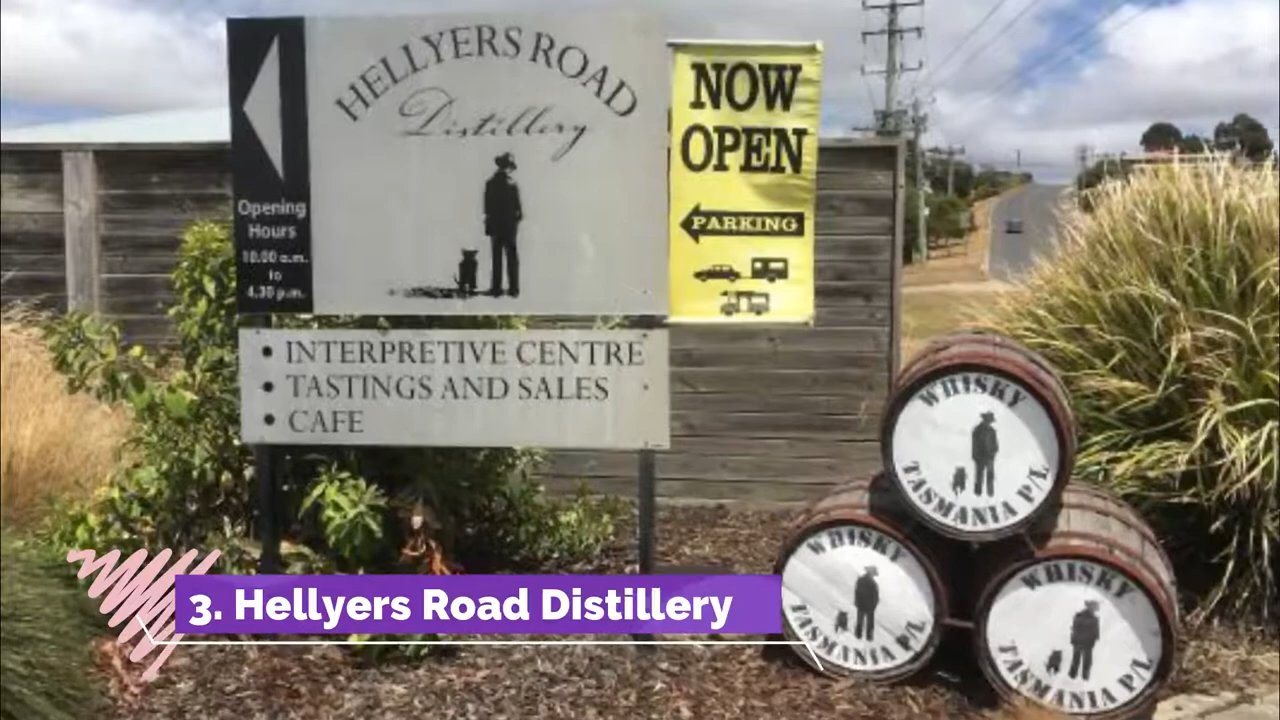 HELLYERS ROAD
Distillery
Opening
Hours
10.00 a.m.
to
4.30 p.m.
NOW
OPEN
PARKING
• INTERPRETIVE CENTRE
• TASTINGS AND SALES
• CAFE
WHISKY
TASMANIA P/L
WHISKY
TASMANIA P/L
WHISKY
TASMANIA P/L
3. Hellyers Road Distillery